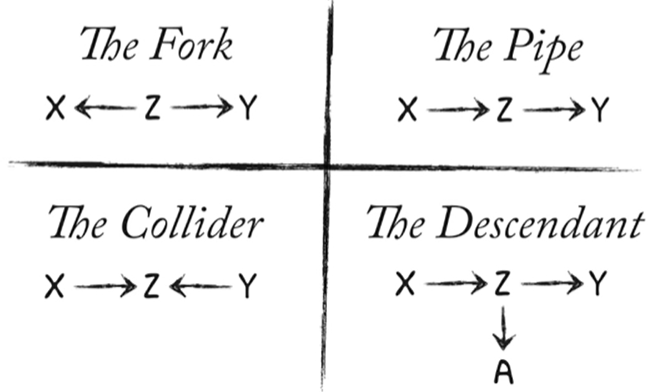 The Fork
X ← Z → Y
The Pipe
X → Z → Y
The Collider
X → Z ← Y
The Descendant
X → Z → Y
↓
A